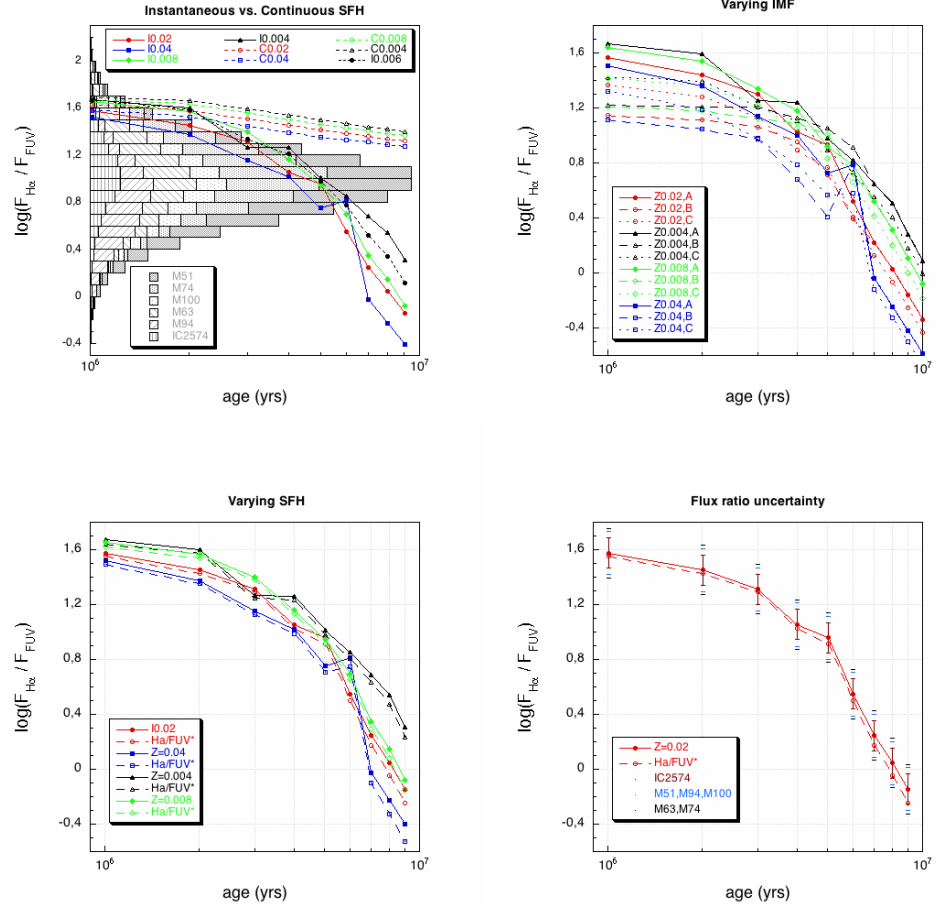 Instantaneous vs. Continuous SFH
I0.02
I0.04
I0.008
I0.004
C0.02
C0.04
C0.008
C0.004
I0.006
2
1.6
1.2
0.8
0.4
0
-0,4
log(F_Hα / F_FUV)
M51
M74
M100
M63
M94
IC2574
10^6
10^7
age (yrs)
Varying IMF
1,6
1,2
0,8
0,4
0
-0,4
log(F_Hα / F_FUV)
Z0.02,A
Z0.02,B
Z0.02,C
Z0.004,A
Z0.004,B
Z0.004,C
Z0.008,A
Z0.008,B
Z0.008,C
Z0.04,A
Z0.04,B
Z0.04,C
10^6
10^7
age (yrs)
Varying SFH
1,6
1,2
0,8
0,4
0
-0,4
log(F_Hα / F_FUV)
I0.02
Ha/FUV*
Z=0.04
Ha/FUV*
Z=0.004
Ha/FUV*
Z=0.008
Ha/FUV*
10^6
10^7
age (yrs)
Flux ratio uncertainty
1,6
1,2
0,8
0,4
0
-0,4
log(F_Hα / F_FUV)
Z=0.02
Ha/FUV*
IC2574
M51,M94,M100
M63,M74
10^6
10^7
age (yrs)